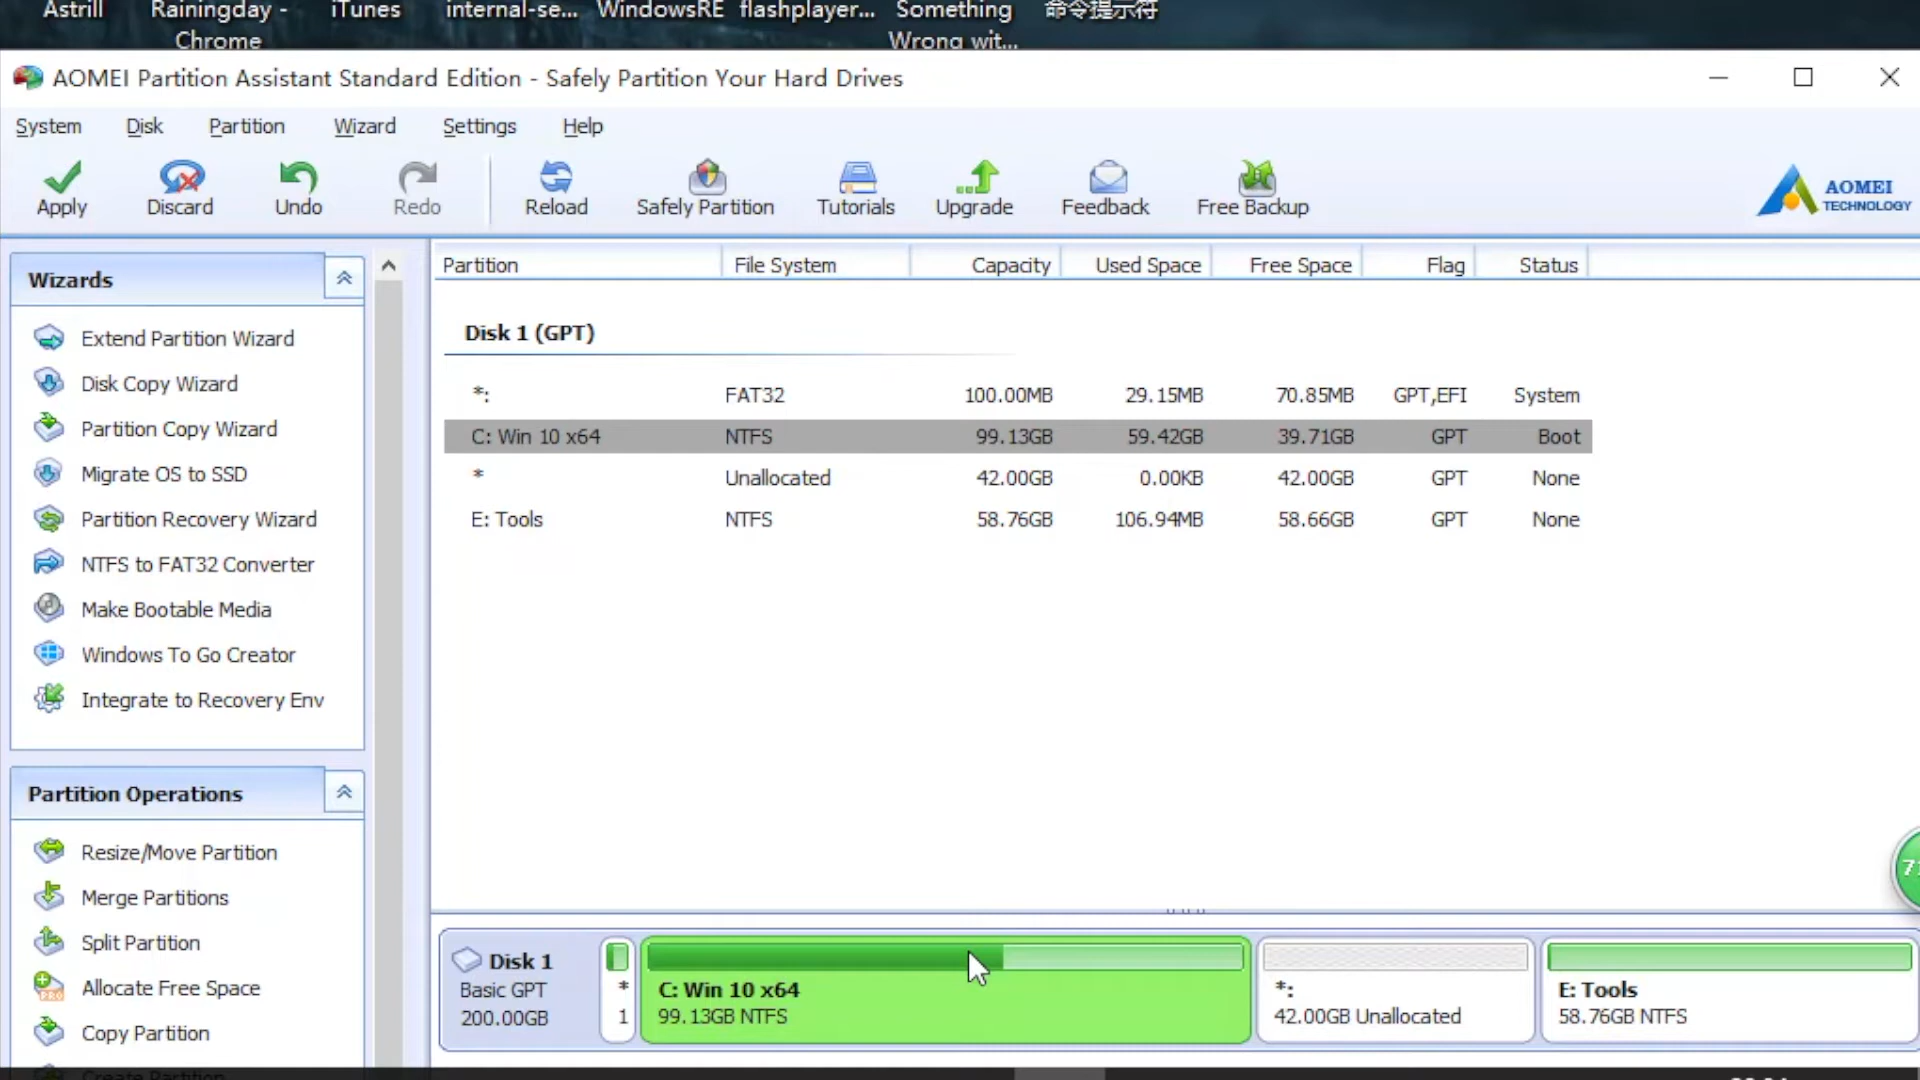 Astrill Rainingday - iTunes internal-se... WindowsRE flashplayer... Something 命令提示符
Chrome Wrong wit...
AOMEI Partition Assistant Standard Edition - Safely Partition Your Hard Drives
System Disk Partition Wizard Settings Help
Apply Discard Undo Redo Reload Safely Partition Tutorials Upgrade Feedback Free Backup
AOMEI
TECHNOLOGY
Wizards
Extend Partition Wizard
Disk Copy Wizard
Partition Copy Wizard
Migrate OS to SSD
Partition Recovery Wizard
NTFS to FAT32 Converter
Make Bootable Media
Windows To Go Creator
Integrate to Recovery Env
Partition Operations
Resize/Move Partition
Merge Partitions
Split Partition
Allocate Free Space
PRO
Copy Partition
Create Partition
Partition File System Capacity Used Space Free Space Flag Status
Disk 1 (GPT)
*: FAT32 100.00MB 29.15MB 70.85MB GPT,EFI System
C: Win 10 x64 NTFS 99.13GB 59.42GB 39.71GB GPT Boot
* Unallocated 42.00GB 0.00KB 42.00GB GPT None
E: Tools NTFS 58.76GB 106.94MB 58.66GB GPT None
Disk 1
Basic GPT
200.00GB
*
1
C: Win 10 x64
99.13GB NTFS
*:
42.00GB Unallocated
E: Tools
58.76GB NTFS